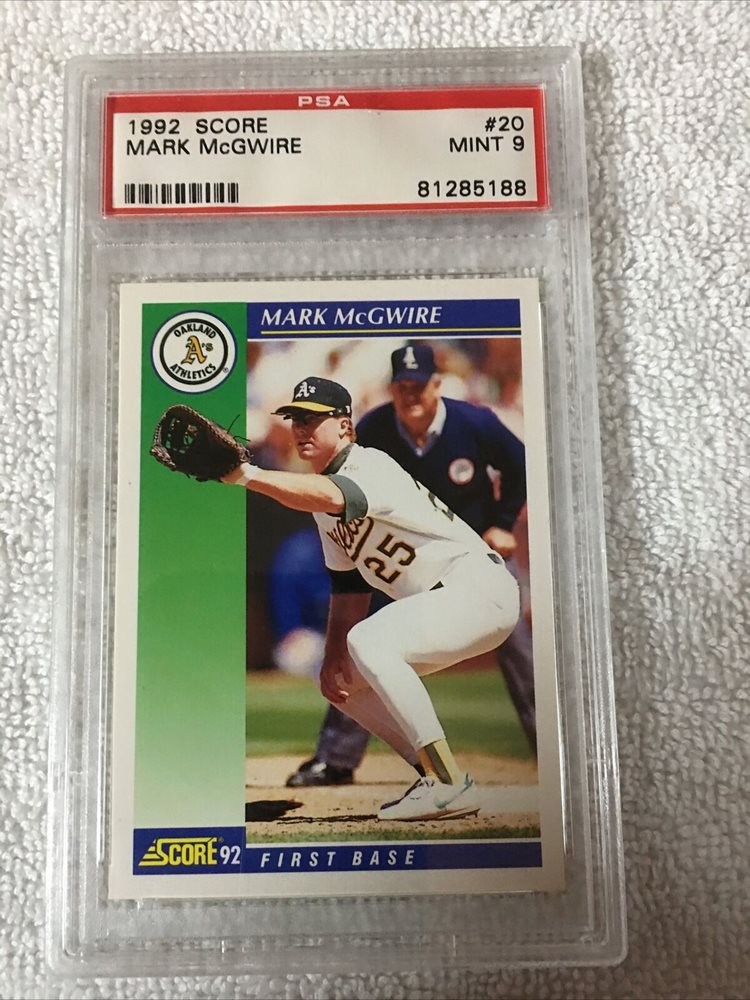 PSA
1992 SCORE #20
MARK McGWIRE MINT 9
81285188
MARK McGWIRE
OAKLAND
A's
ATHLETICS
®
A's
25
SCORE® 92
FIRST BASE